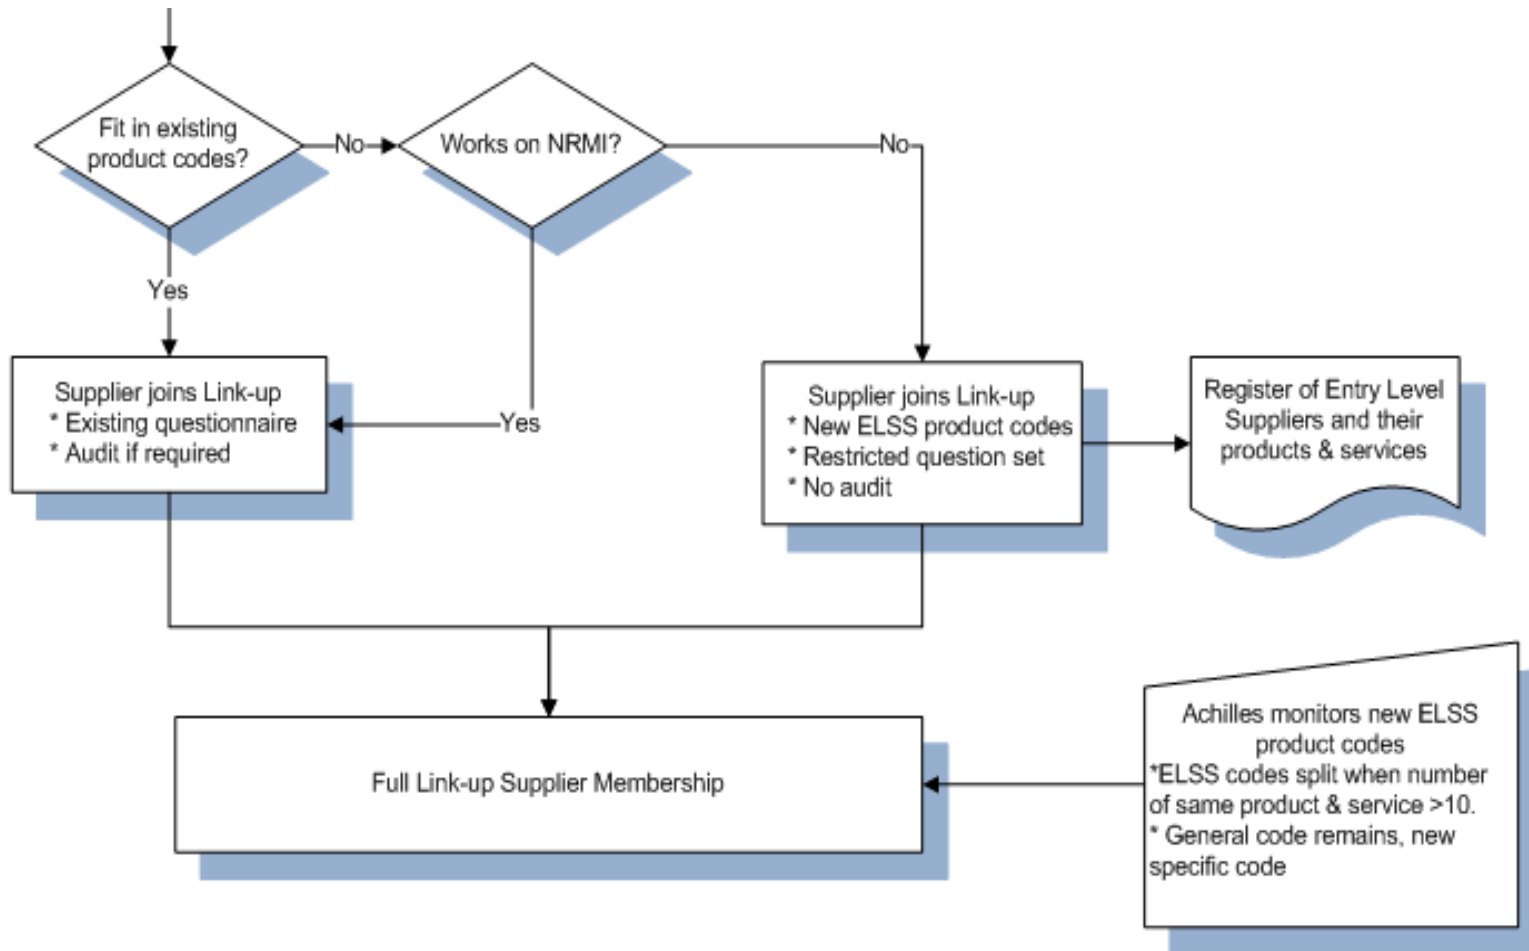 Fit in existing
product codes?
No
Works on NRMI?
No
Yes
Supplier joins Link-up
* Existing questionnaire
* Audit if required
Yes
Supplier joins Link-up
* New ELSS product codes
* Restricted question set
* No audit
Register of Entry Level
Suppliers and their
products & services
Full Link-up Supplier Membership
Achilles monitors new ELSS
product codes
*ELSS codes split when number
of same product & service >10.
* General code remains, new
specific code